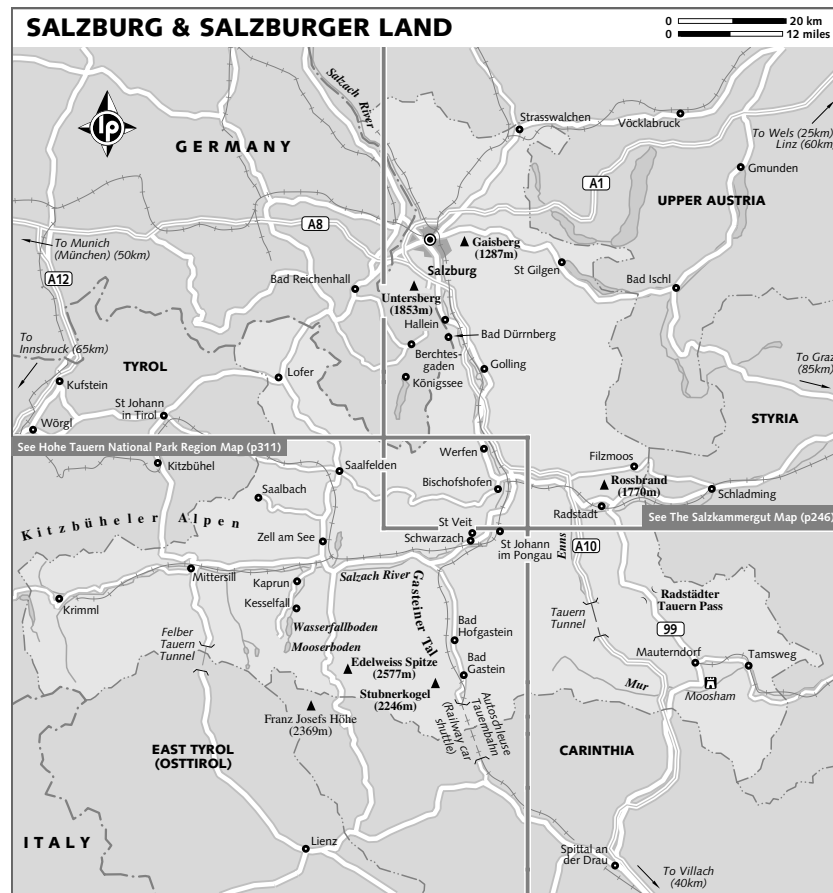 SALZBURG & SALZBURGER LAND
0 20 km
0 12 miles
lp
Salzach
River
GERMANY
Strasswalchen
Vöcklabruck
To Wels (25km)
Linz (60km)
Gmunden
A1
UPPER AUSTRIA
A8
To Munich
(München) (50km)
A12
Gaisberg
(1287m)
Salzburg
St Gilgen
Bad Ischl
Bad Reichenhall
Untersberg
(1853m)
Hallein
Bad Dürrnberg
To
Innsbruck (65km)
TYROL
Berchtes-
gaden
Königssee
Golling
To Graz
(85km)
Lofer
Kufstein
St Johann
in Tirol
Wörgl
STYRIA
See Hohe Tauern National Park Region Map (p311)
Kitzbühel
Saalfelden
Werfen
Filzmoos
Bischofshofen
Rossbrand
(1770m)
Saalbach
Schladming
Radstadt
See The Salzkammergut Map (p246)
Kitzbüheler Alpen
St Veit
Schwarzach
St Johann
im Pongau
Enns
A10
Zell am See
Mittersill
Salzach River
Kaprun
Kesselfall
Krimml
Gasteiner Tal
Radstädter
Tauern Pass
Tauern
Tunnel
99
Wasserfallboden
Mooserboden
Bad
Hofgastein
Felber
Tauern
Tunnel
Mauterndorf
Tamsweg
Edelweiss Spitze
(2577m)
Bad
Gastein
Stubnerkogel
(2246m)
Mur
Moosham
Franz Josefs Höhe
(2369m)
Autoschleuse
Tauernbahn
(Railway car
shuttle)
EAST TYROL
(OSTTIROL)
CARINTHIA
ITALY
Lienz
Spittal an
der Drau
To Villach
(40km)